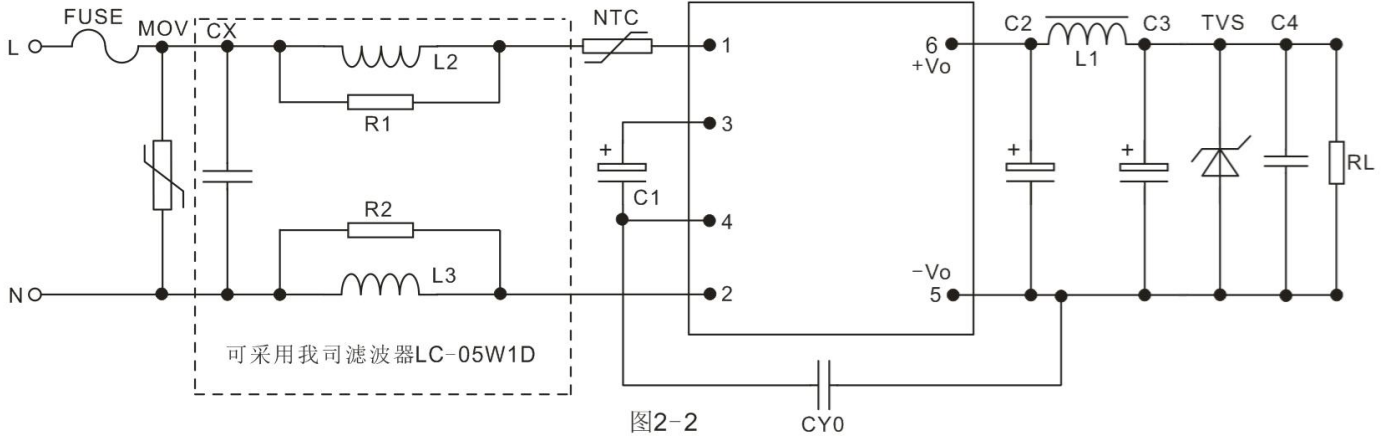 FUSE
MOV
CX
NTC
C2
C3
TVS
C4
L
L2
1
6
+Vo
L1
R1
3
+
C1
+
+
RL
R2
4
L3
-Vo
N
2
5
可采用我司滤波器LC-05W1D
图2-2
CY0